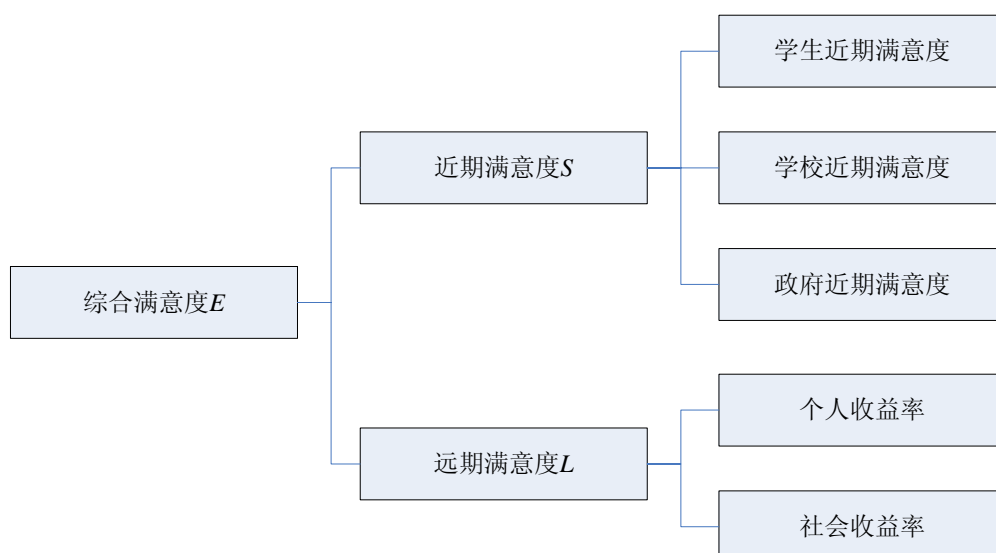 学生近期满意度
近期满意度S
学校近期满意度
综合满意度E
政府近期满意度
个人收益率
远期满意度L
社会收益率